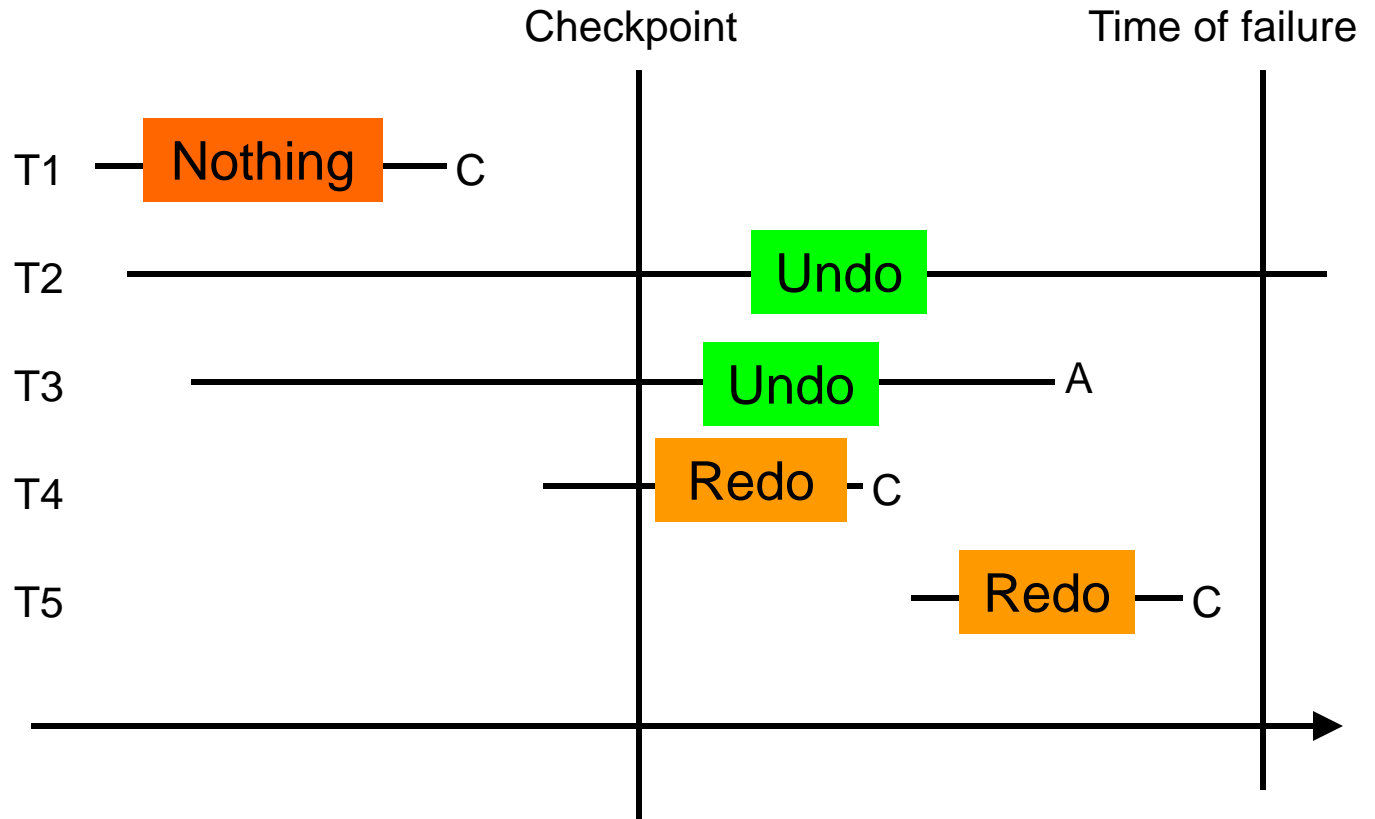 Checkpoint Time of failure
T1 Nothing C
T2 Undo
T3 Undo A
T4 Redo C
T5 Redo C